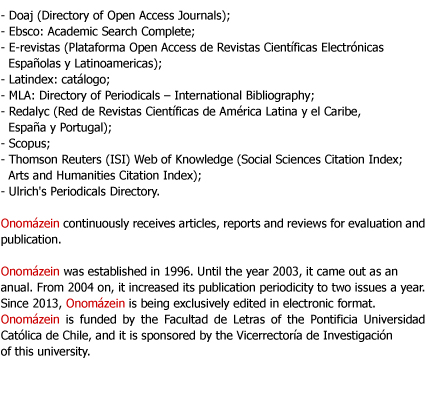 - Doaj (Directory of Open Access Journals);
- Ebsco: Academic Search Complete;
- E-revistas (Plataforma Open Access de Revistas Científicas Electrónicas
Españolas y Latinoamericas);
- Latindex: catálogo;
- MLA: Directory of Periodicals – International Bibliography;
- Redalyc (Red de Revistas Científicas de América Latina y el Caribe,
España y Portugal);
- Scopus;
- Thomson Reuters (ISI) Web of Knowledge (Social Sciences Citation Index;
Arts and Humanities Citation Index);
- Ulrich's Periodicals Directory.
Onomázein continuously receives articles, reports and reviews for evaluation and
publication.
Onomázein was established in 1996. Until the year 2003, it came out as an
anual. From 2004 on, it increased its publication periodicity to two issues a year.
Since 2013, Onomázein is being exclusively edited in electronic format.
Onomázein is funded by the Facultad de Letras of the Pontificia Universidad
Católica de Chile, and it is sponsored by the Vicerrectoría de Investigación
of this university.